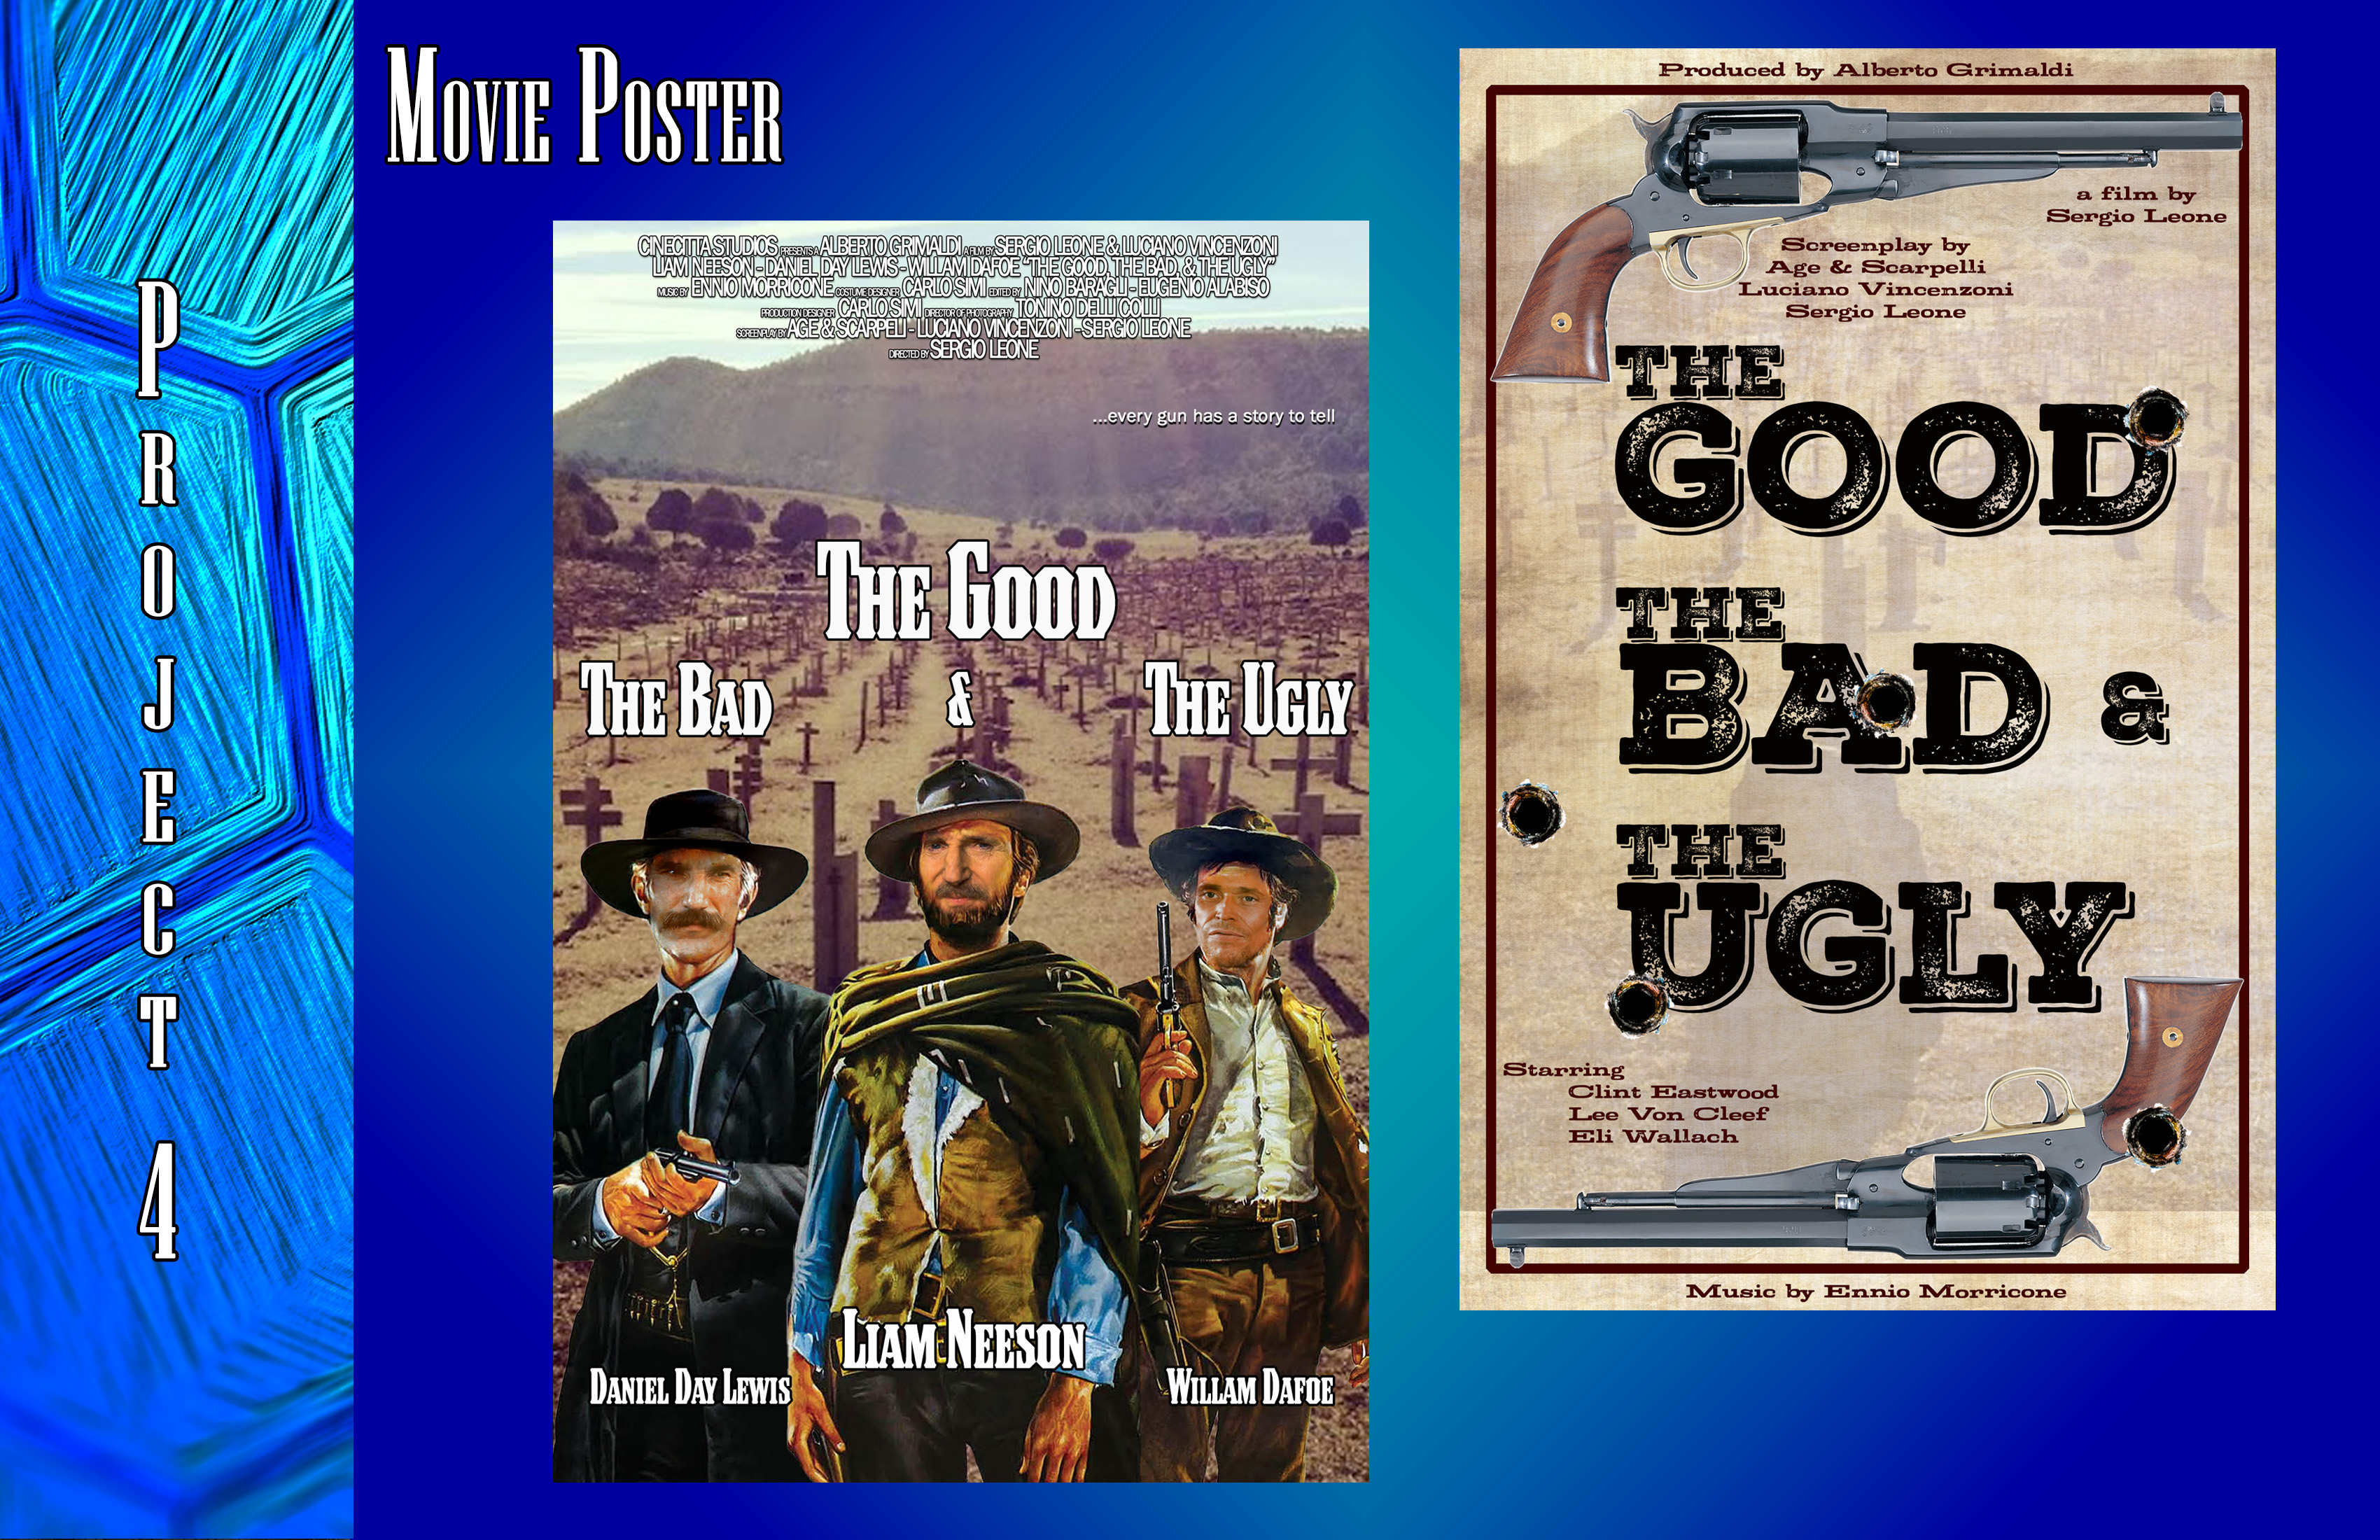 PROJECT 4
MOVIE POSTER
CINECITTA STUDIOS PRESENTS A ALBERTO GRIMALDI A FILM BY SERGIO LEONE & LUCIANO VINCENZONI
LIAM NEESON - DANIEL DAY LEWIS - WILLAM DAFOE "THE GOOD, THE BAD, & THE UGLY"
MUSIC BY ENNIO MORRICONE COSTUME DESIGNER CARLO SIMI EDITED BY NINO BARAGLI - EUGENIO ALABISO
PRODUCTION DESIGNER CARLO SIMI DIRECTOR OF PHOTOGRAPHY TONINO DELLI COLLI
SCREENPLAY BY AGE & SCARPELI - LUCIANO VINCENZONI - SERGIO LEONE
DIRECTED BY SERGIO LEONE
...every gun has a story to tell
THE GOOD
THE BAD & THE UGLY
LIAM NEESON
DANIEL DAY LEWIS
WILLAM DAFOE
Produced by Alberto Grimaldi
a film by
Sergio Leone
Screenplay by
Age & Scarpelli
Luciano Vincenzoni
Sergio Leone
THE
GOOD
THE
BAD &
THE
UGLY
Starring
Clint Eastwood
Lee Von Cleef
Eli Wallach
Music by Ennio Morricone